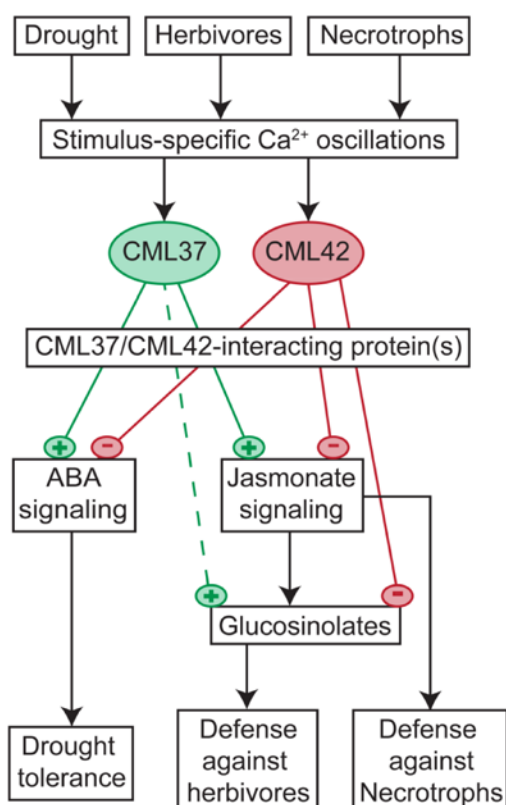 Drought
Herbivores
Necrotrophs
Stimulus-specific Ca²⁺ oscillations
CML37
CML42
CML37/CML42-interacting protein(s)
+
-
+
-
ABA
signaling
Jasmonate
signaling
+
-
Glucosinolates
Drought
tolerance
Defense
against
herbivores
Defense
against
Necrotrophs